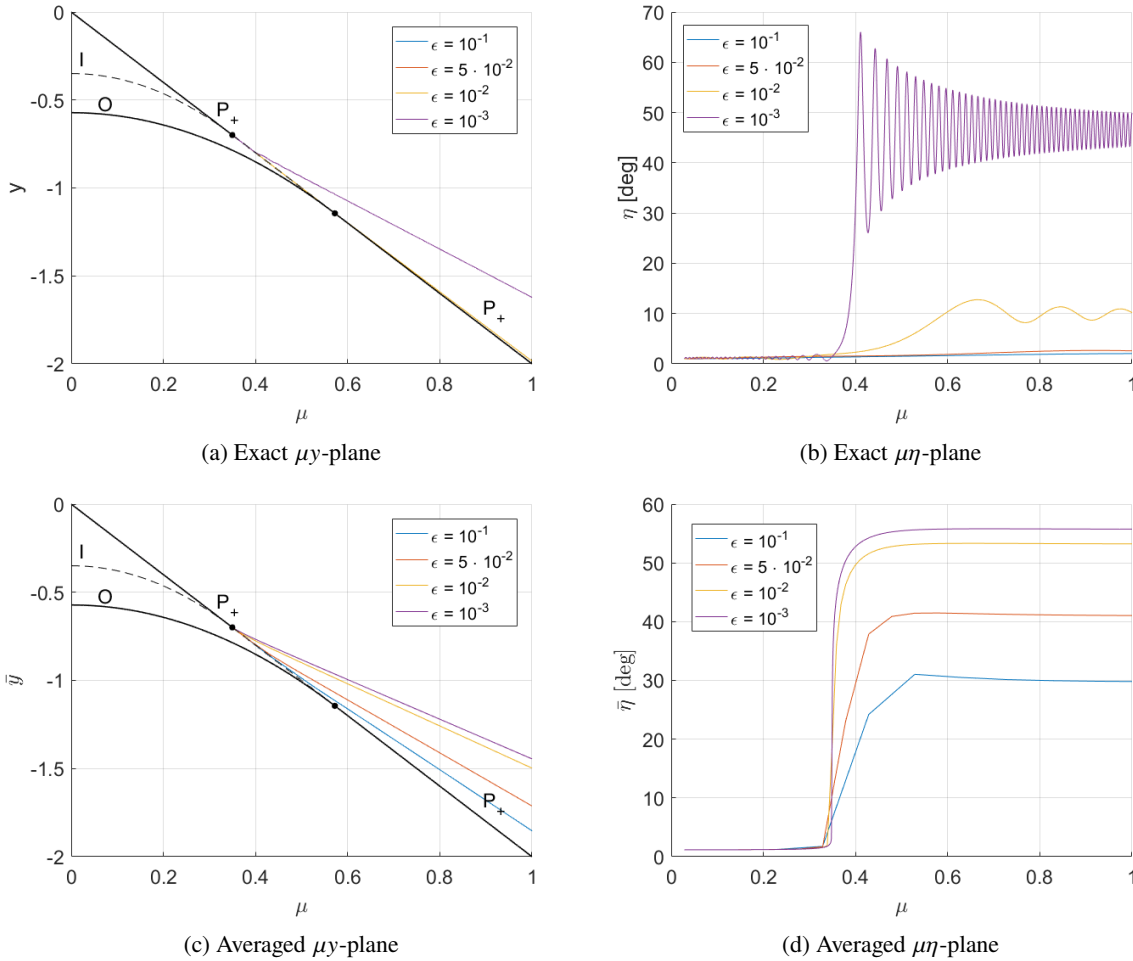 0
-0.5
-1
-1.5
-2
y
I
O
P+
P+
ϵ = 10^-1
ϵ = 5 · 10^-2
ϵ = 10^-2
ϵ = 10^-3
0 0.2 0.4 0.6 0.8 1
μ
(a) Exact μy-plane
70
60
50
40
30
20
10
0
η [deg]
ϵ = 10^-1
ϵ = 5 · 10^-2
ϵ = 10^-2
ϵ = 10^-3
0 0.2 0.4 0.6 0.8 1
μ
(b) Exact μη-plane
0
-0.5
-1
-1.5
-2
ȳ
I
O
P+
P+
ϵ = 10^-1
ϵ = 5 · 10^-2
ϵ = 10^-2
ϵ = 10^-3
0 0.2 0.4 0.6 0.8 1
μ
(c) Averaged μy-plane
60
50
40
30
20
10
0
η̄ [deg]
ϵ = 10^-1
ϵ = 5 · 10^-2
ϵ = 10^-2
ϵ = 10^-3
0 0.2 0.4 0.6 0.8 1
μ
(d) Averaged μη-plane